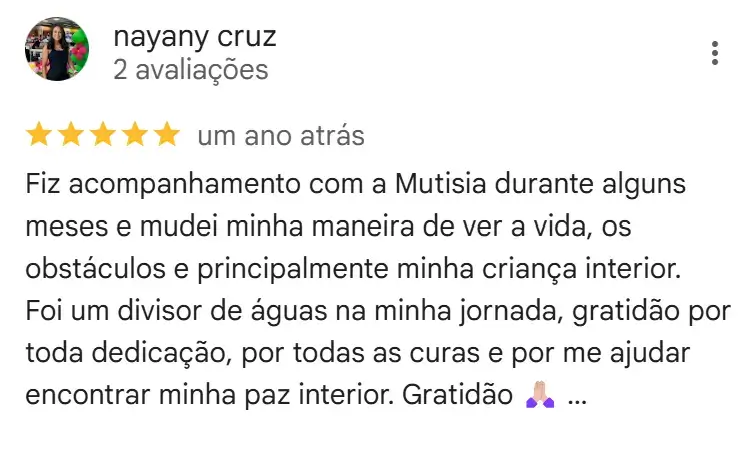 nayany cruz
2 avaliações
um ano atrás
Fiz acompanhamento com a Mutisia durante alguns
meses e mudei minha maneira de ver a vida, os
obstáculos e principalmente minha criança interior.
Foi um divisor de águas na minha jornada, gratidão por
toda dedicação, por todas as curas e por me ajudar
encontrar minha paz interior. Gratidão 🙏🏼 ...